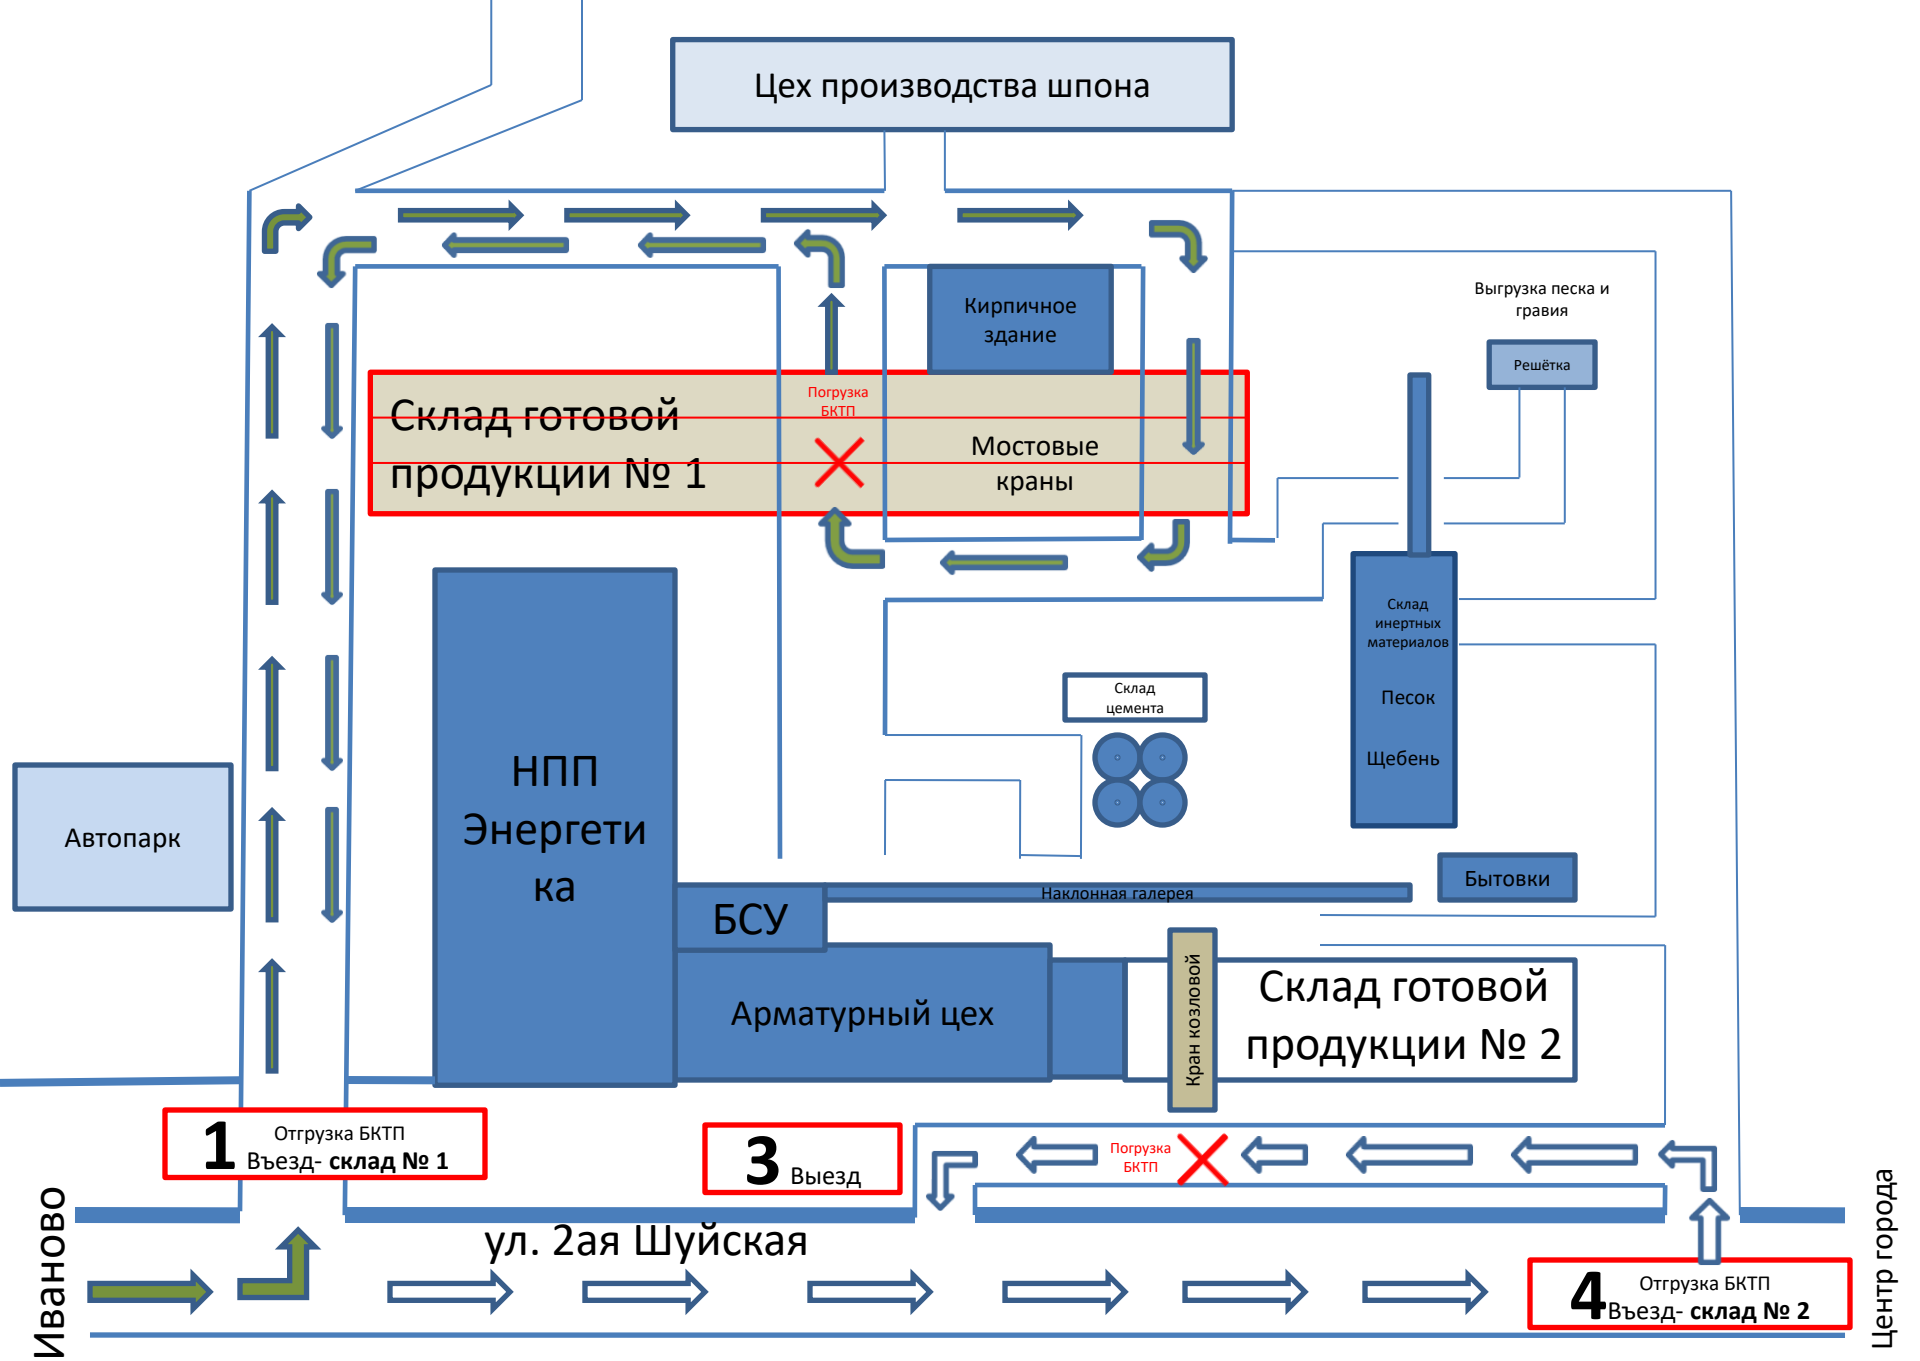 Цех производства шпона
Кирпичное
здание
Выгрузка песка и
гравия
Решётка
Склад готовой
продукции № 1
Погрузка
БКТП
Мостовые
краны
Склад
инертных
материалов
Песок
Щебень
Склад
цемента
НПП
Энергети
ка
Автопарк
БСУ
Наклонная галерея
Бытовки
Арматурный цех
Кран козловой
Склад готовой
продукции № 2
1 Отгрузка БКТП
Въезд- склад № 1
3 Выезд
Погрузка
БКТП
Иваново
ул. 2ая Шуйская
4 Отгрузка БКТП
Въезд- склад № 2
Центр города